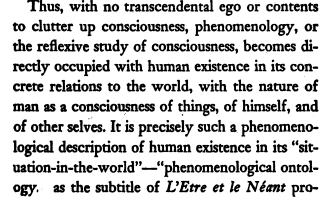 Thus, with no transcendental ego or contents
to clutter up consciousness, phenomenology, or
the reflexive study of consciousness, becomes di-
rectly occupied with human existence in its con-
crete relations to the world, with the nature of
man as a consciousness of things, of himself, and
of other selves. It is precisely such a phenomeno-
logical description of human existence in its "sit-
uation-in-the-world"—"phenomenological ontol-
ogy. as the subtitle of L'Etre et le Néant pro-